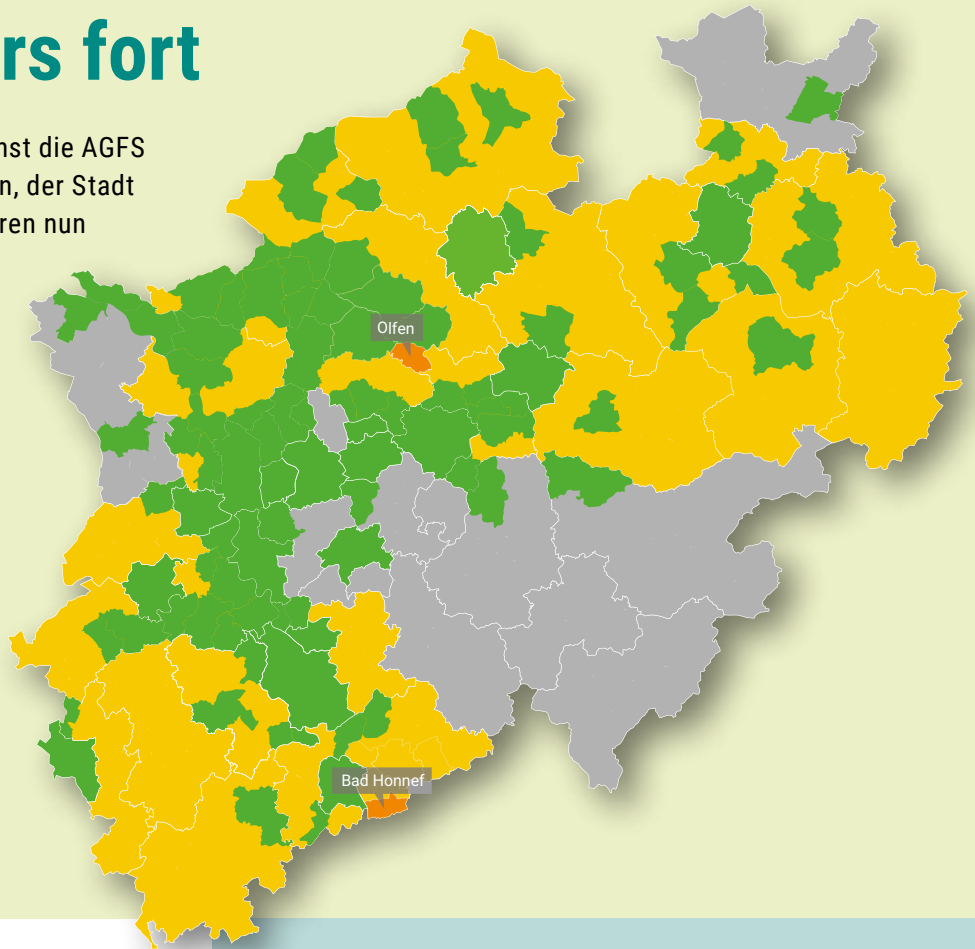 rs fort
nst die AGFS
n, der Stadt
ren nun
Olfen
Bad Honnef